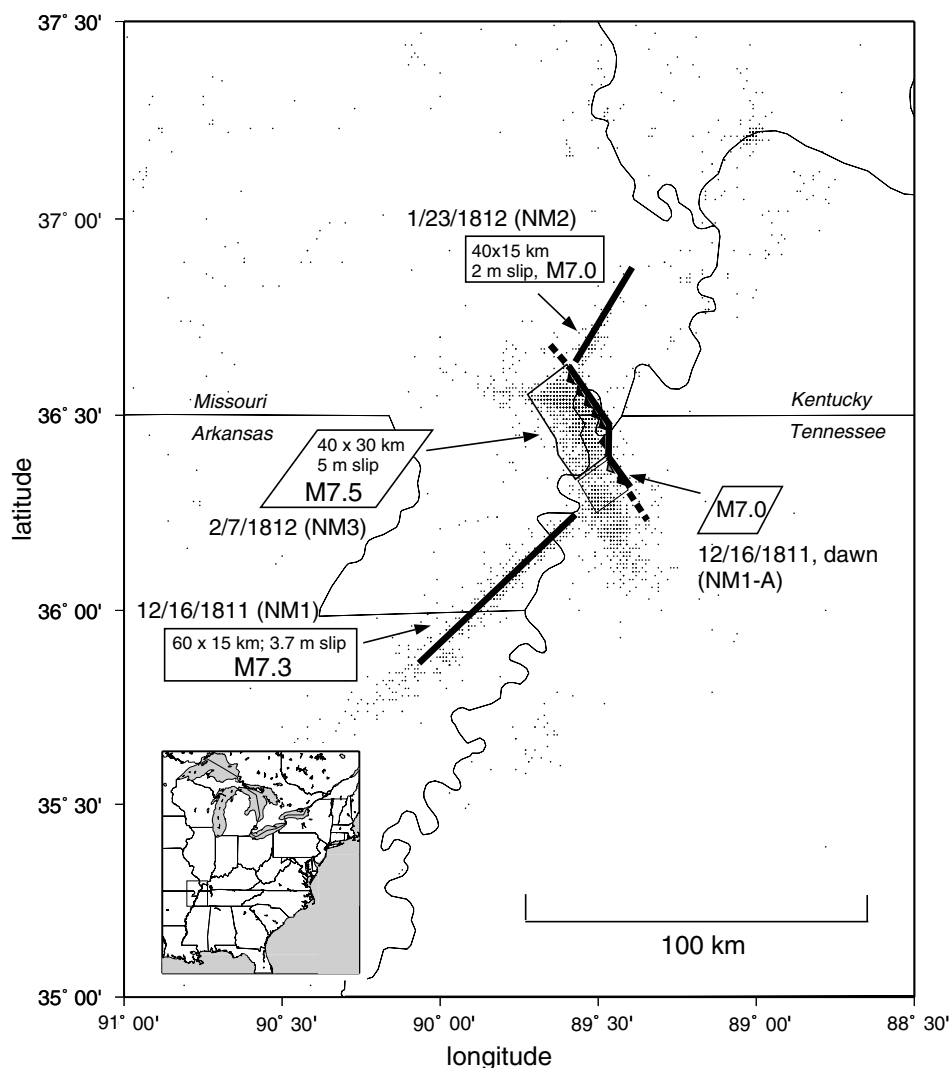 37° 30'
37° 00'
36° 30'
36° 00'
35° 30'
35° 00'
latitude
1/23/1812 (NM2)
40x15 km
2 m slip, M7.0
Missouri
Arkansas
Kentucky
Tennessee
40 x 30 km
5 m slip
M7.5
2/7/1812 (NM3)
M7.0
12/16/1811, dawn
(NM1-A)
12/16/1811 (NM1)
60 x 15 km; 3.7 m slip
M7.3
100 km
91° 00'
90° 30'
90° 00'
89° 30'
89° 00'
88° 30'
longitude